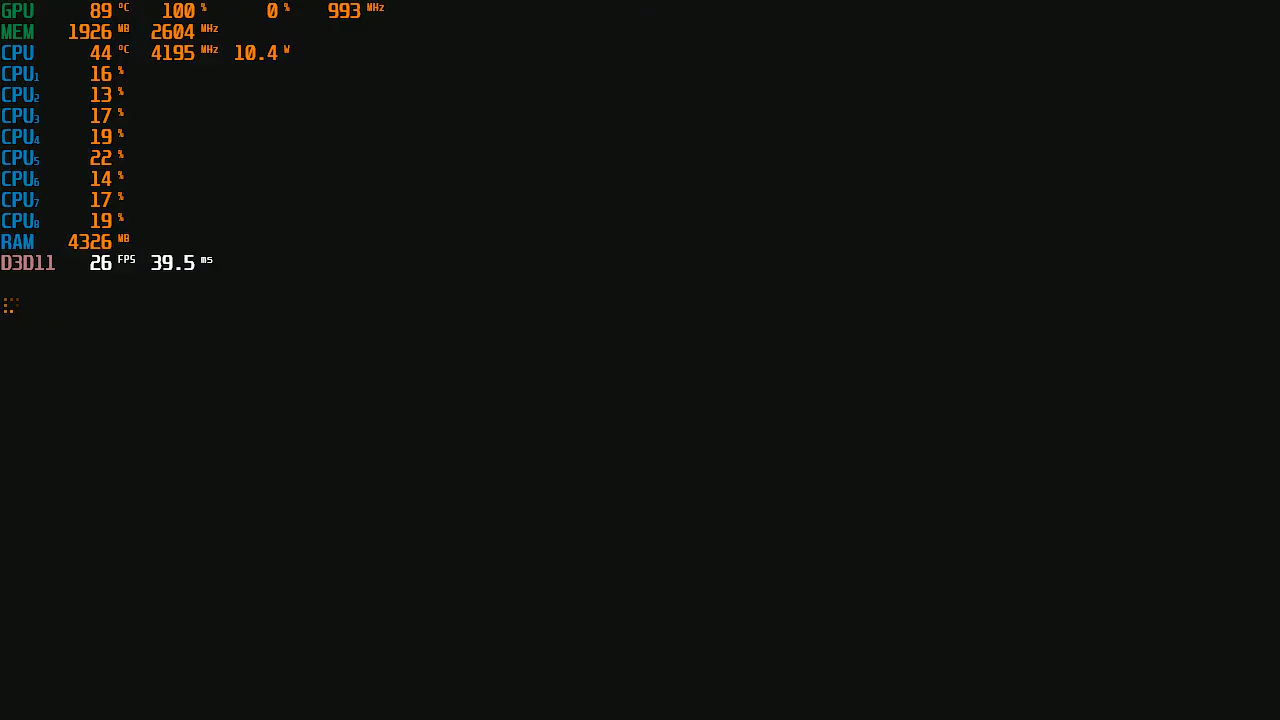 GPU 89 °C 100 % 0 % 993 MHz
MEM 1926 MB 2604 MHz
CPU 44 °C 4195 MHz 10.4 W
CPU1 16 %
CPU2 13 %
CPU3 17 %
CPU4 19 %
CPU5 22 %
CPU6 14 %
CPU7 17 %
CPU8 19 %
RAM 4326 MB
D3D11 26 FPS 39.5 ms